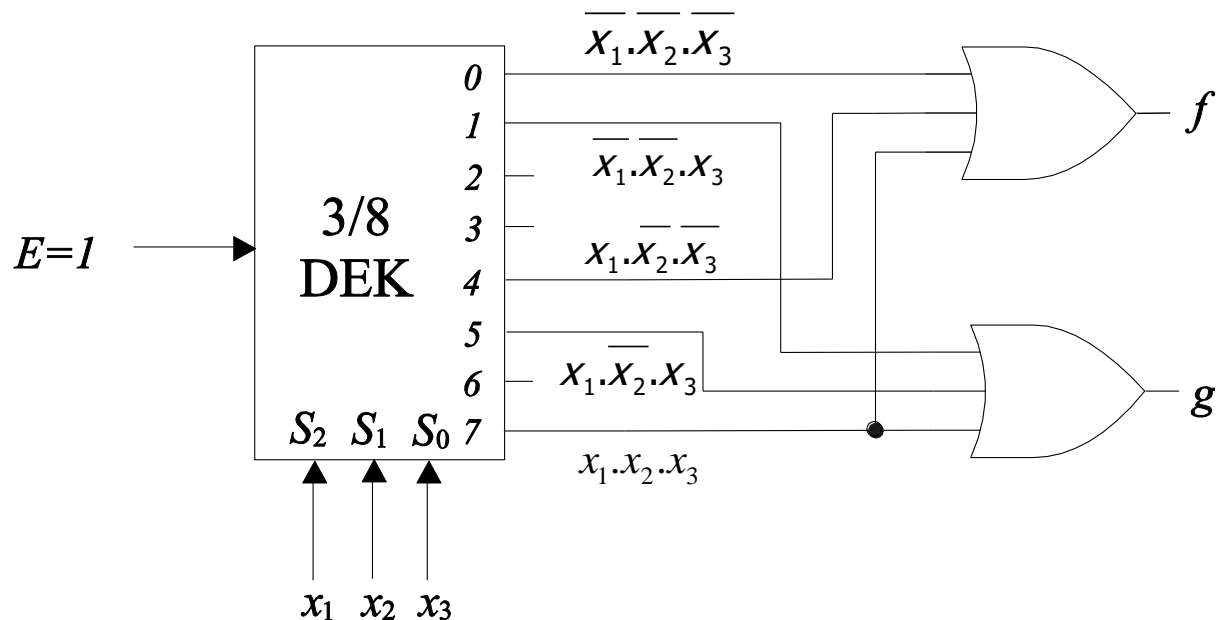 x̅₁.x̅₂.x̅₃
0
f
1
x̅₁.x̅₂.x₃
2
3/8
DEK
3
E=1
x₁.x̅₂.x̅₃
4
5
x₁.x̅₂.x₃
6
g
S₂ S₁ S₀ 7
x₁.x₂.x₃
x₁ x₂ x₃